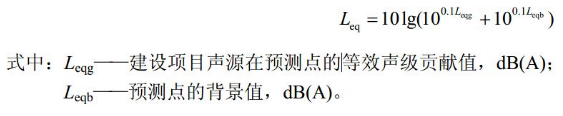 L_eq = 10lg(10^{0.1L_eqg} + 10^{0.1L_eqb})
式中：L_eqg——建设项目声源在预测点的等效声级贡献值，dB(A)；
L_eqb——预测点的背景值，dB(A)。